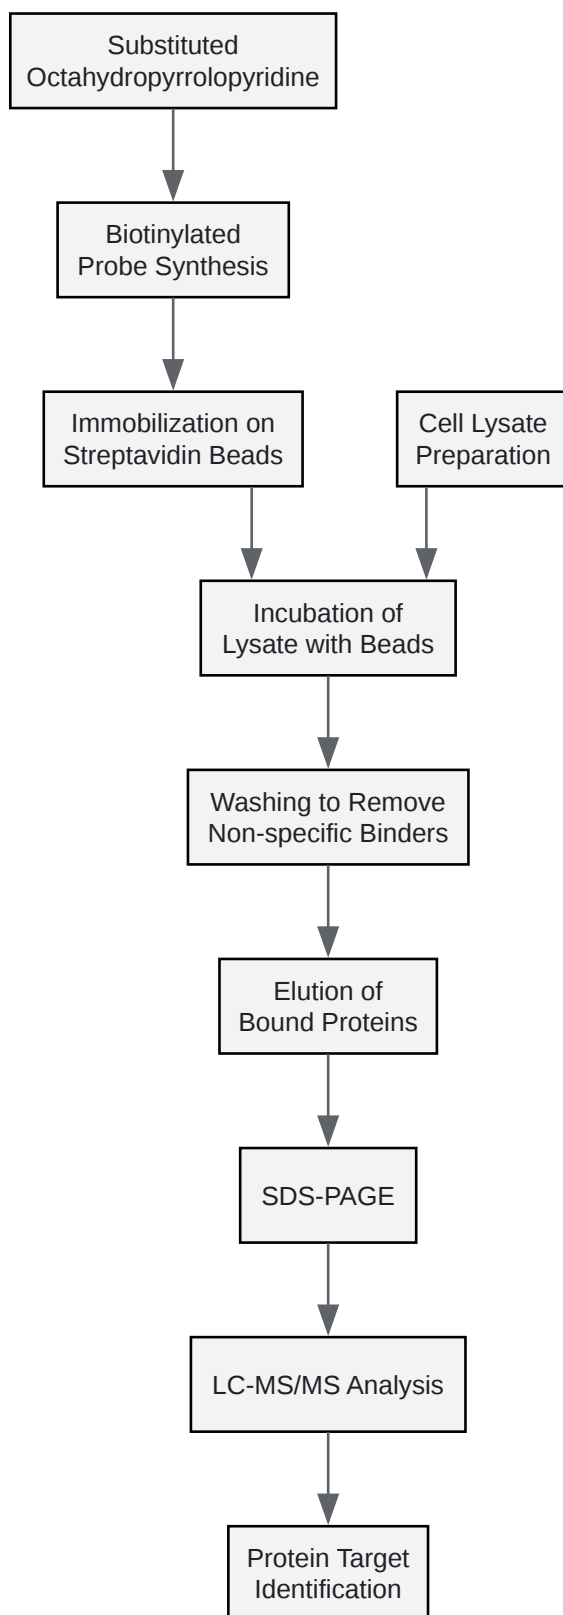 Substituted
Octahydropyrrolopyridine
Biotinylated
Probe Synthesis
Immobilization on
Streptavidin Beads
Cell Lysate
Preparation
Incubation of
Lysate with Beads
Washing to Remove
Non-specific Binders
Elution of
Bound Proteins
SDS-PAGE
LC-MS/MS Analysis
Protein Target
Identification